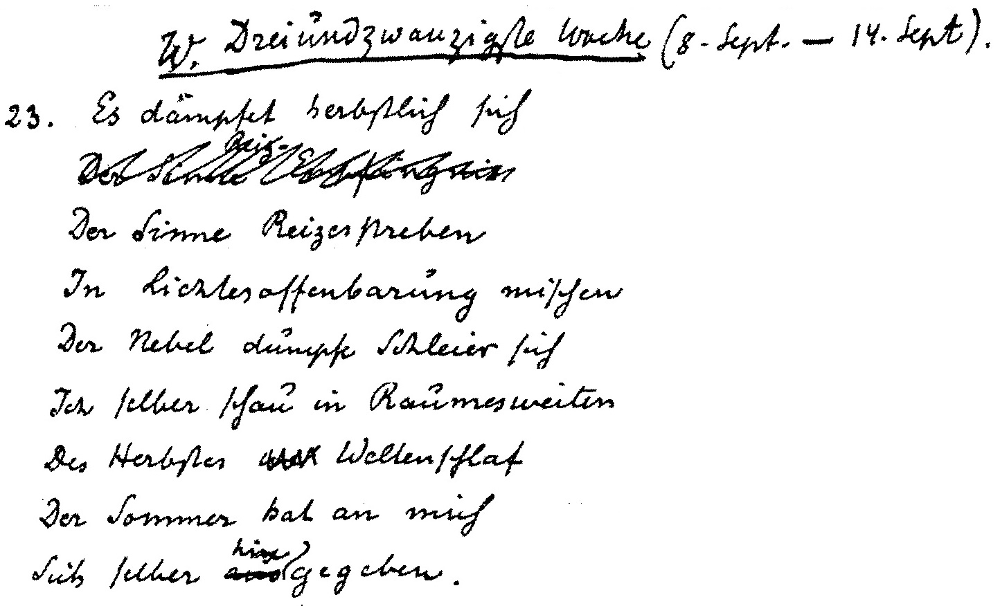 W. Dreiundzwanzigste Woche (8. Sept. — 14. Sept).
23. Es dämpfet herbstlich sich
Reiz-
Der Sinne Empfängnis
Der Sinne Reizesstreben
In Lichtesoffenbarung mischen
Der Nebel dumpfe Schleier sich
Ich selber schau in Raumesweiten
Des Herbstes Weltenschlaf
Der Sommer hat an mich
hin
Sich selber aus gegeben.